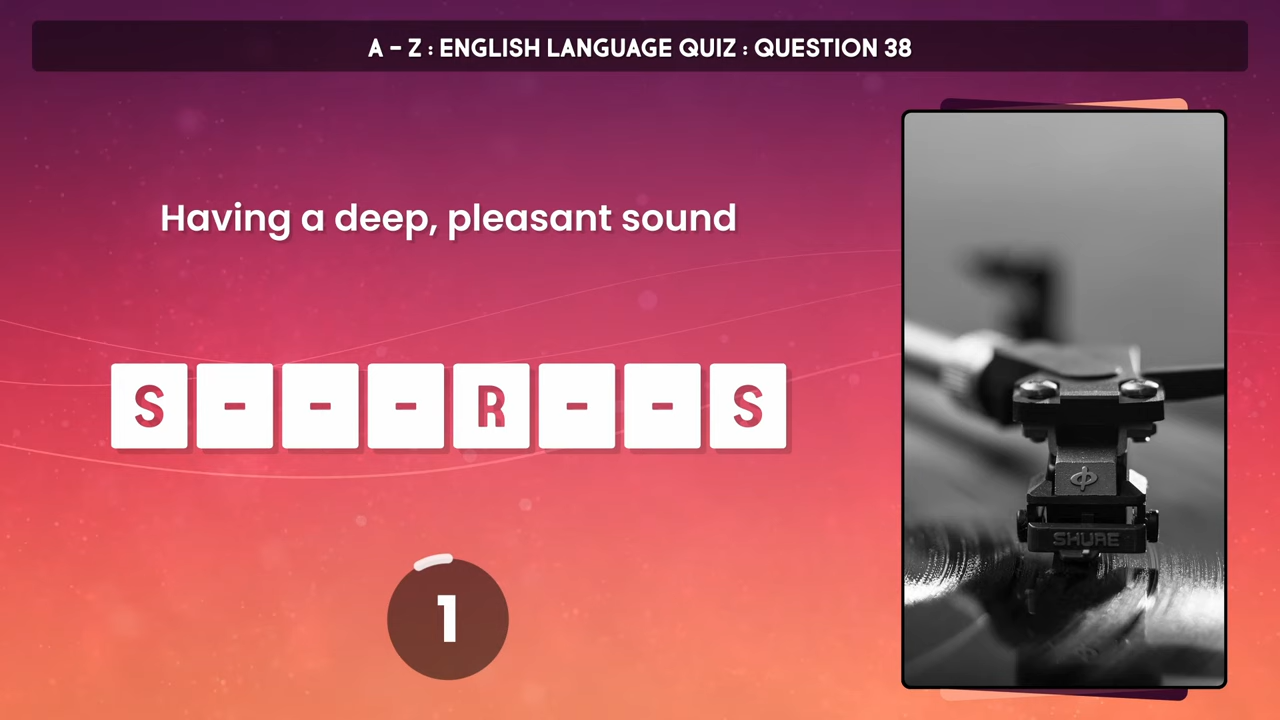 A – Z : ENGLISH LANGUAGE QUIZ : QUESTION 38
Having a deep, pleasant sound
S - - - R - - S
SHURE
1